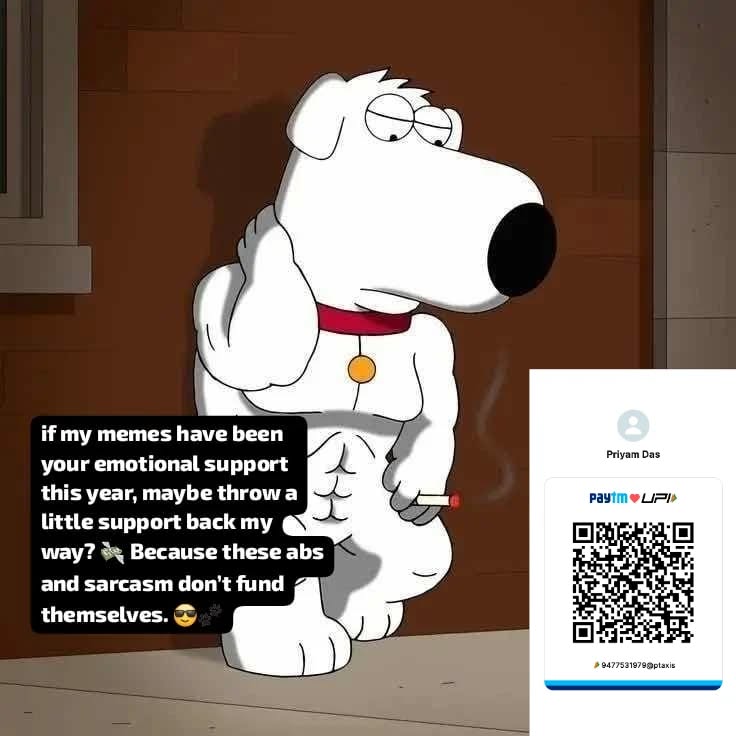 if my memes have been
your emotional support
this year, maybe throw a
little support back my
way? 💸 Because these abs
and sarcasm don't fund
themselves. 😎
Priyam Das
paytm ❤ UPI
9477531979@ptaxis